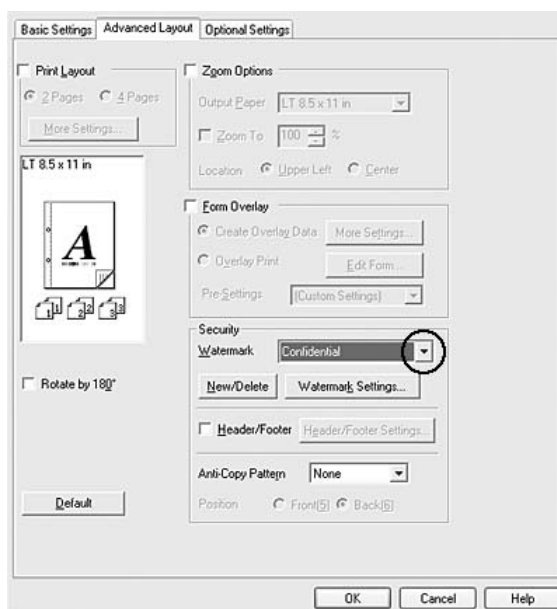 Basic Settings Advanced Layout Optional Settings
Print Layout
2 Pages 4 Pages
More Settings...
LT 8.5 x 11 in
A
Rotate by 180°
Default
Zoom Options
Output Paper LT 8.5 x 11 in
Zoom To 100 %
Location Upper Left Center
Form Overlay
Create Overlay Data More Settings...
Overlay Print Edit Form...
Pre-Settings (Custom Settings)
Security
Watermark Confidential
New/Delete Watermark Settings...
Header/Footer Header/Footer Settings...
Anti-Copy Pattern None
Position Front[5] Back[6]
OK Cancel Help